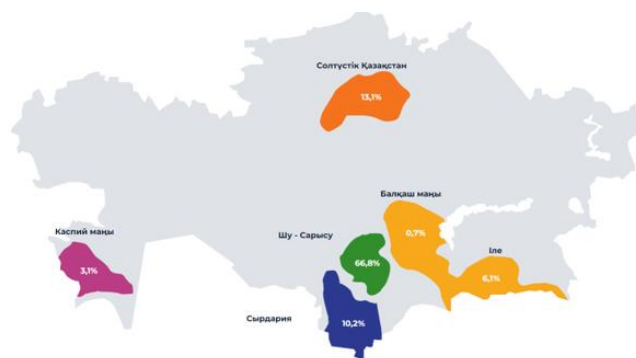 Солтүстік Қазақстан
13,1%
Балқаш маңы
0,7%
Каспий маңы
3,1%
Шу - Сарысу
66,8%
Іле
6,1%
Сырдария
10,2%